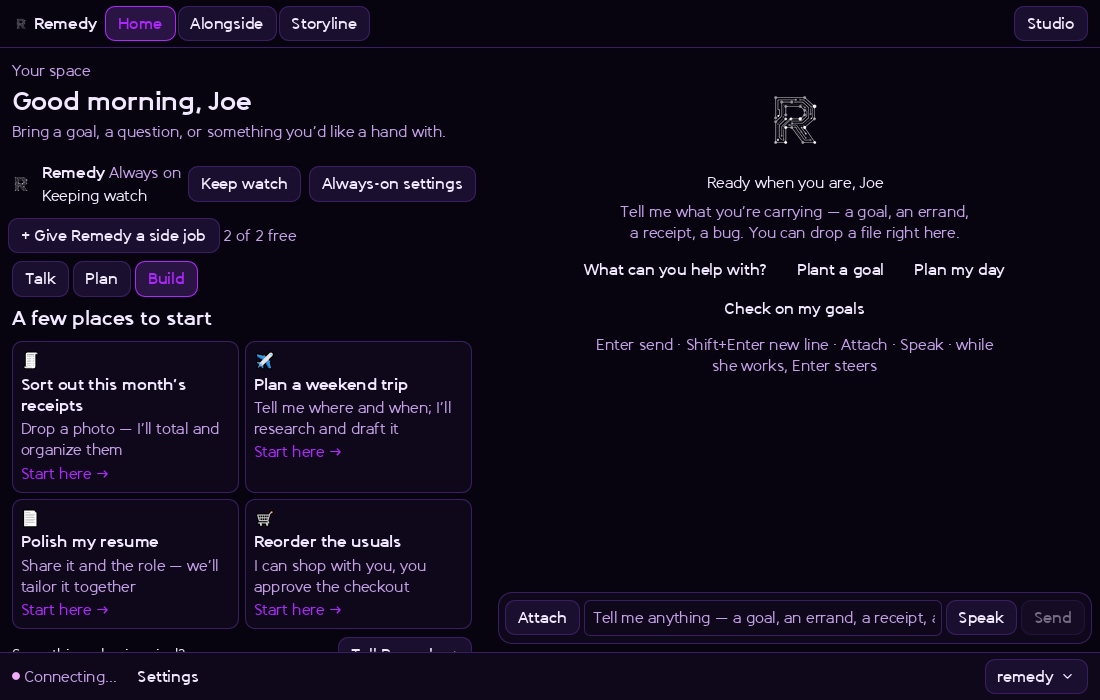 Remedy Home Alongside Storyline Studio
Your space
Good morning, Joe
Bring a goal, a question, or something you'd like a hand with.
Remedy Always on
Keeping watch
Keep watch
Always-on settings
+ Give Remedy a side job 2 of 2 free
Talk Plan Build
A few places to start
Sort out this month's
receipts
Drop a photo — I'll total and
organize them
Start here →
Plan a weekend trip
Tell me where and when; I'll
research and draft it
Start here →
Polish my resume
Share it and the role — we'll
tailor it together
Start here →
Reorder the usuals
I can shop with you, you
approve the checkout
Start here →
R
Ready when you are, Joe
Tell me what you're carrying — a goal, an errand,
a receipt, a bug. You can drop a file right here.
What can you help with? Plant a goal Plan my day
Check on my goals
Enter send · Shift+Enter new line · Attach · Speak · while
she works, Enter steers
Attach Tell me anything — a goal, an errand, a receipt, Speak Send
Connecting... Settings remedy